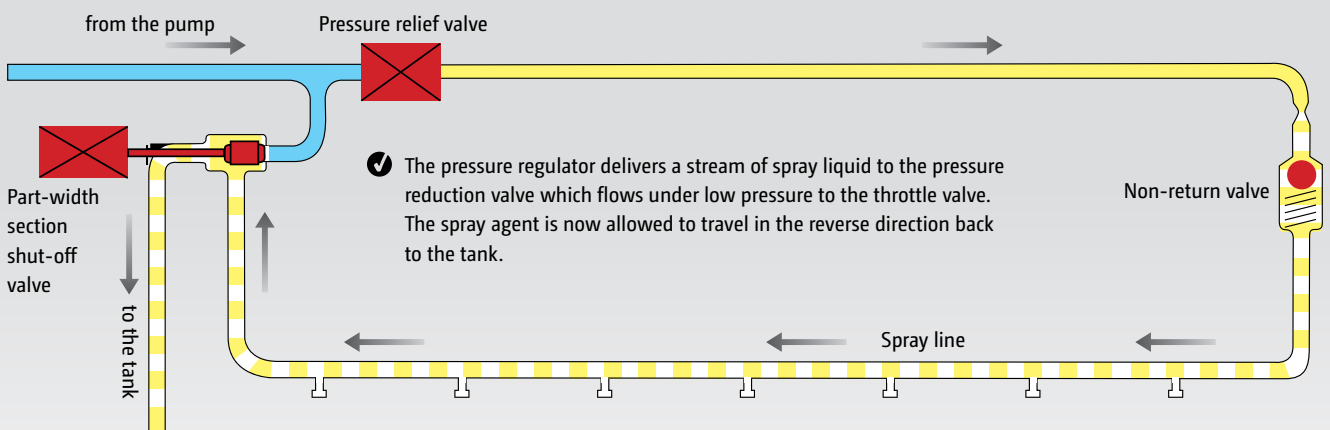 from the pump
Pressure relief valve
The pressure regulator delivers a stream of spray liquid to the pressure
reduction valve which flows under low pressure to the throttle valve.
The spray agent is now allowed to travel in the reverse direction back
to the tank.
Non-return valve
Part-width
section
shut-off
valve
to the tank
Spray line